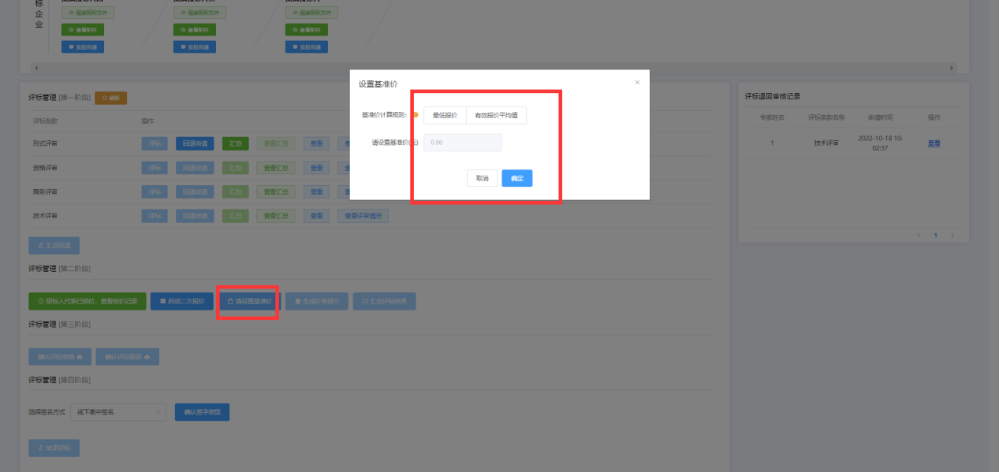 标
企
业
阅读投标文件 阅读投标文件 阅读投标文件
查看附件 查看附件 查看附件
发起沟通 发起沟通 发起沟通
设置基准价 ×
基准价计算规则： 最低报价 有效报价平均值
请设置基准价(元) 0.00
取消 确定
评标管理 [第一阶段] 刷新
评标条款 操作
形式评审 评标 回退申请 汇总 查看汇总 查看
资格评审 评标 回退申请 汇总 查看汇总 查看
商务评审 评标 回退申请 汇总 查看汇总 查看
技术评审 评标 回退申请 汇总 查看汇总 查看 查看评审情况
评标退回审核记录
专家姓名 评标条款名称 申请时间 操作
1 技术评审 2022-10-18 10:
02:57 查看
< 1 >
评标管理 [第二阶段]
招标人代表已核价，查看核价记录 启动二次报价 请设置基准价 生成价格得分 汇总评标结果
评标管理 [第三阶段]
确认评标表格 确认评标报告
评标管理 [第四阶段]
选择签名方式 线下集中签名 确认签字类型
结束评标